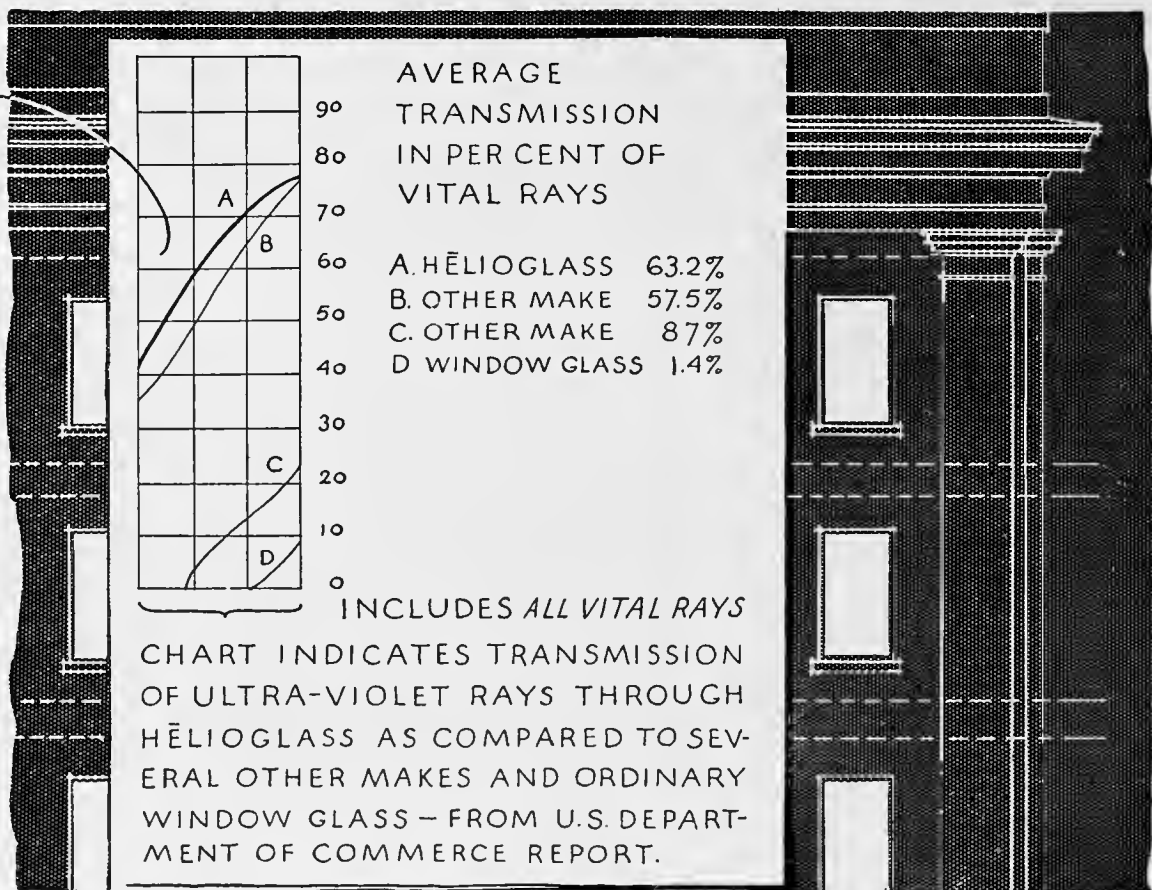 AVERAGE
TRANSMISSION
IN PER CENT OF
VITAL RAYS
90
80
70
60
50
40
30
20
10
0
A
B
C
D
A. HĒLIOGLASS 63.2%
B. OTHER MAKE 57.5%
C. OTHER MAKE 87%
D WINDOW GLASS 1.4%
INCLUDES ALL VITAL RAYS
CHART INDICATES TRANSMISSION
OF ULTRA-VIOLET RAYS THROUGH
HĒLIOGLASS AS COMPARED TO SEV-
ERAL OTHER MAKES AND ORDINARY
WINDOW GLASS – FROM U.S. DEPART-
MENT OF COMMERCE REPORT.